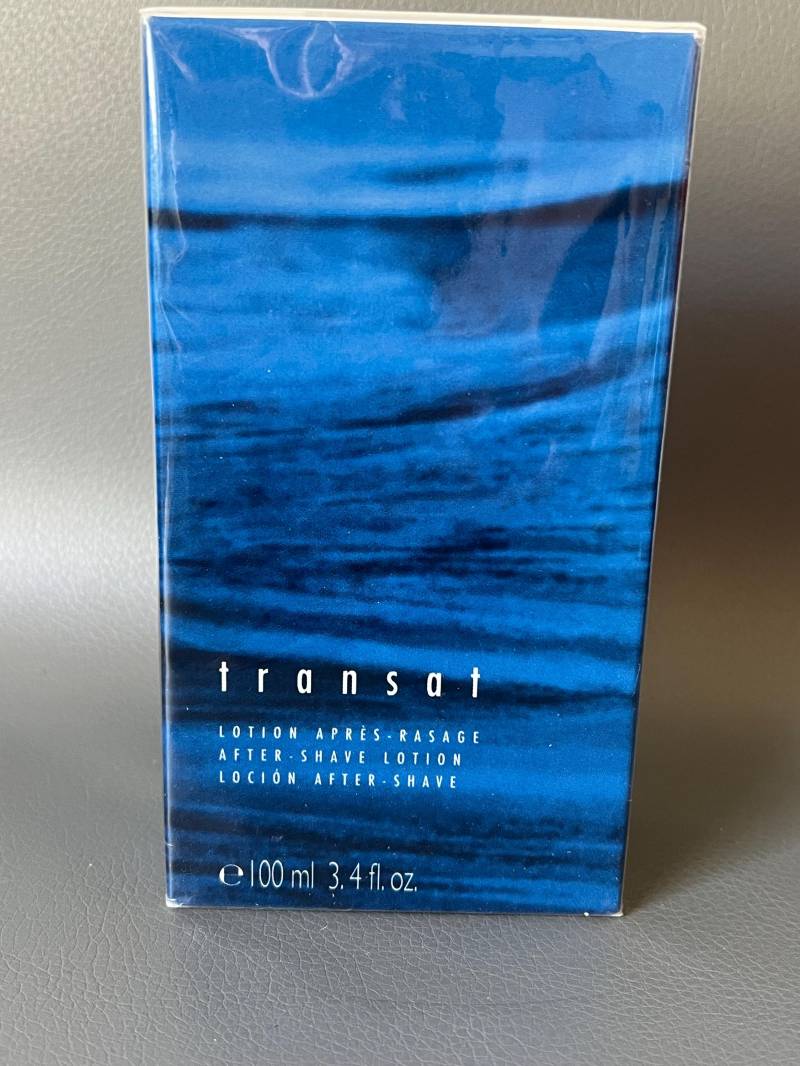 transat
LOTION APRÈS-RASAGE
AFTER-SHAVE LOTION
LOCIÓN AFTER-SHAVE
℮100 ml 3.4 fl. oz.